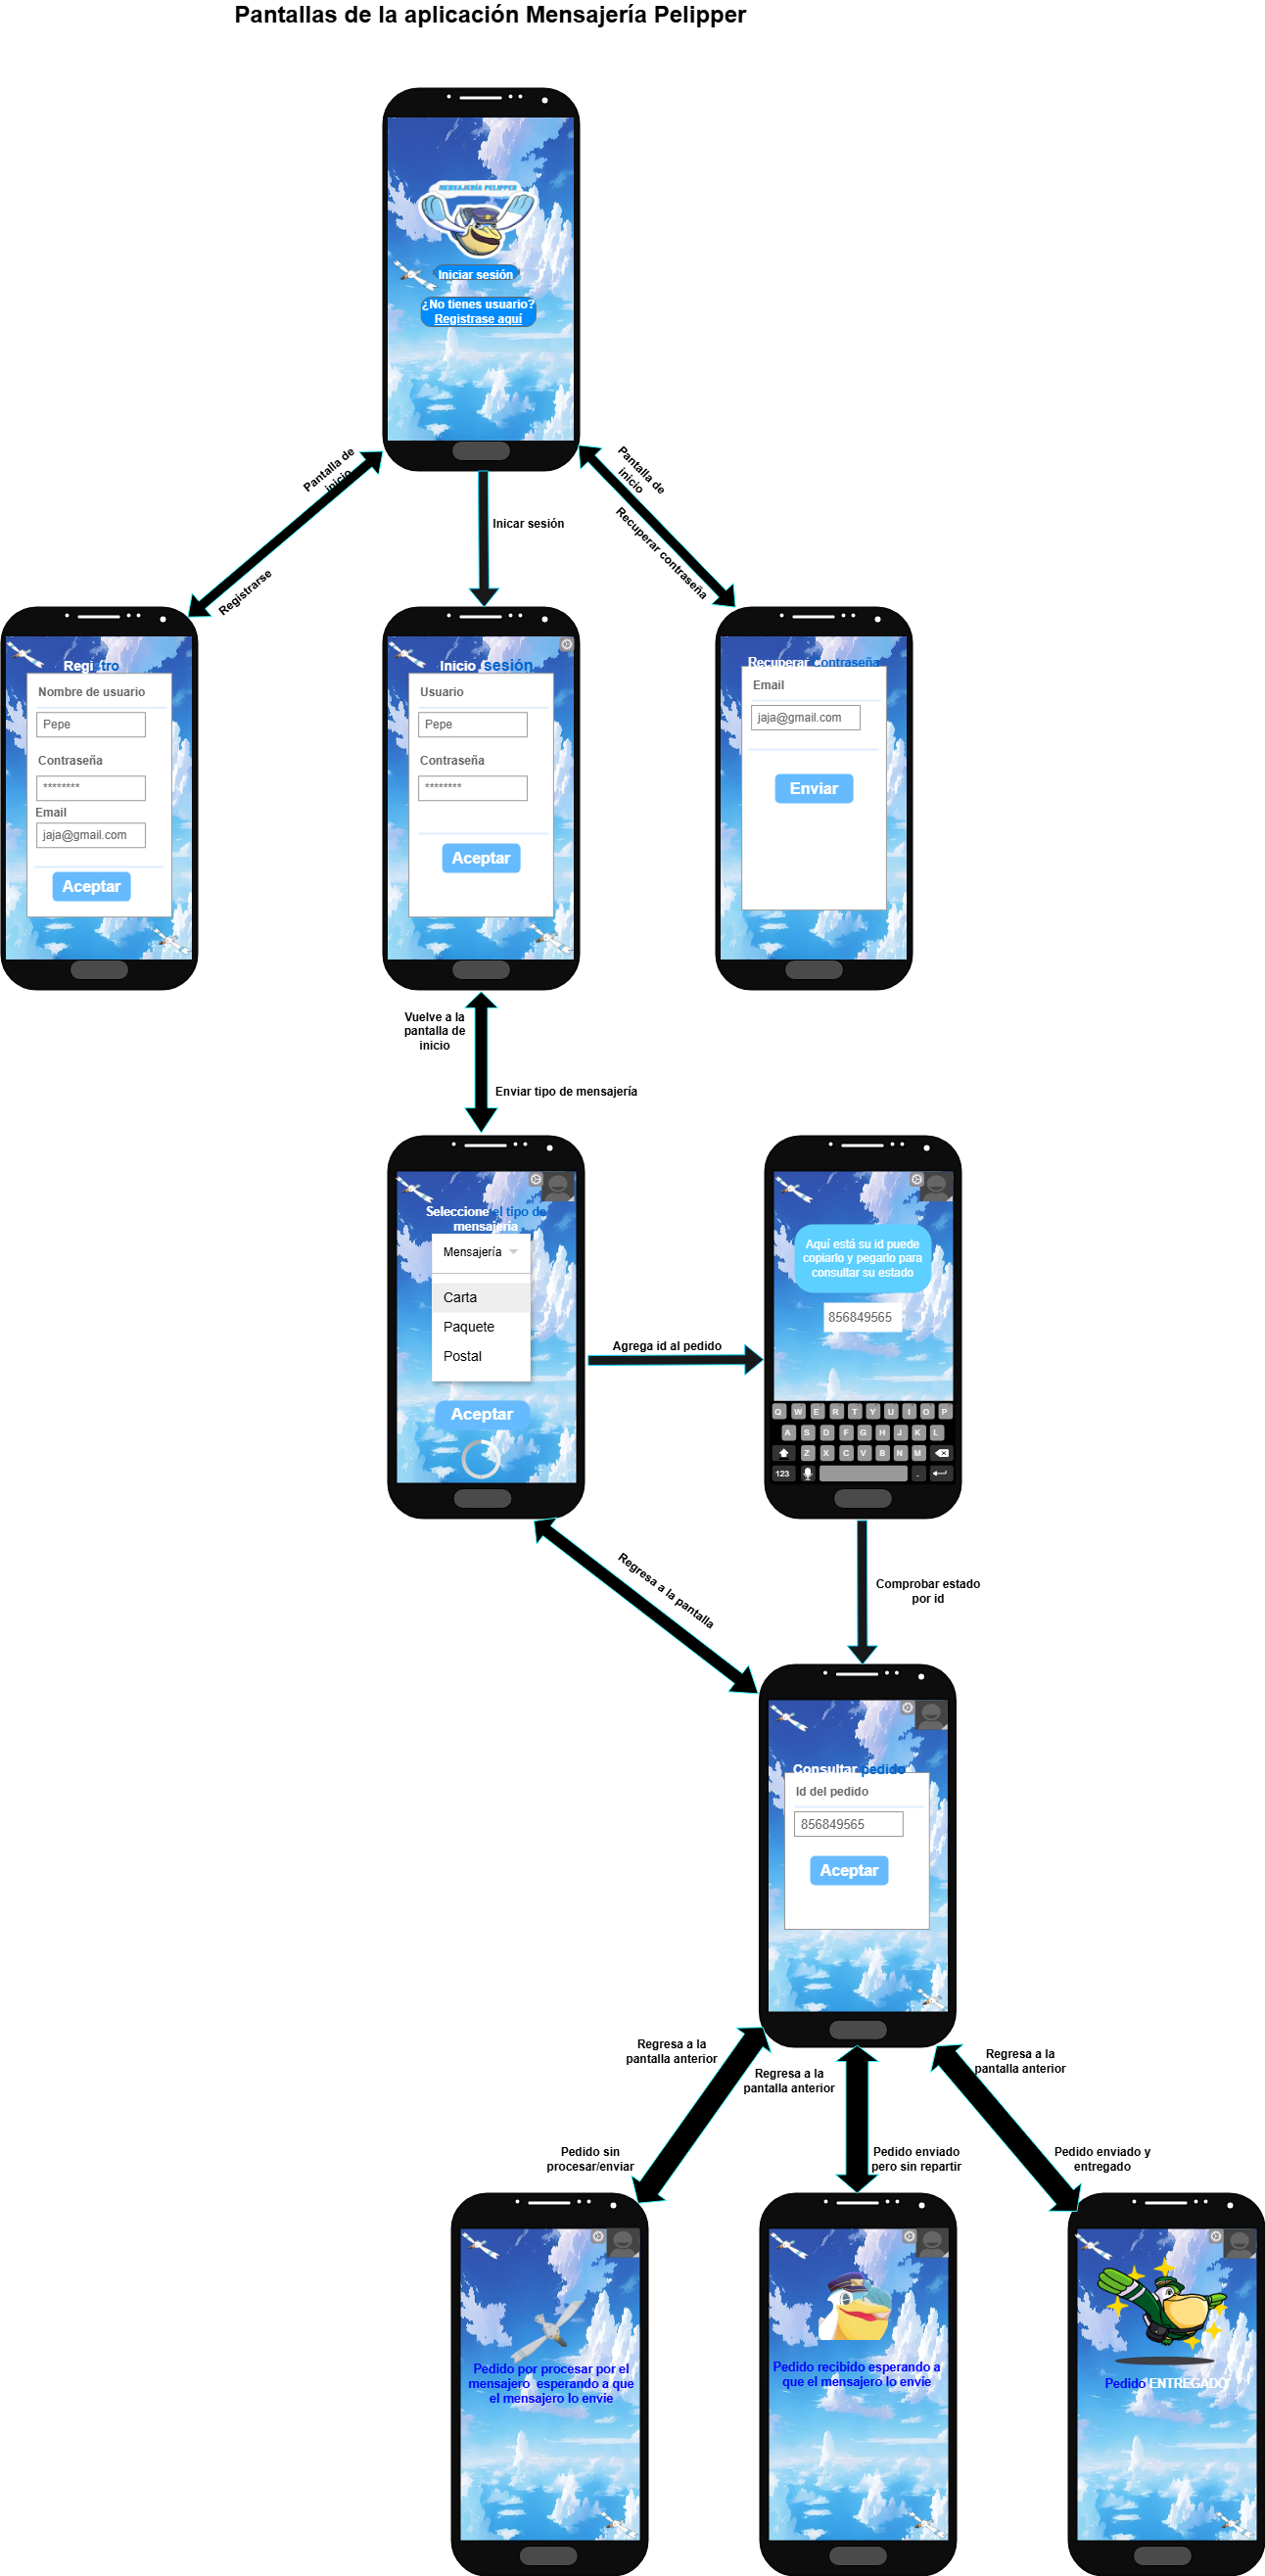 Pantallas de la aplicación Mensajería Pelipper
MENSAJERÍA PELIPPER
Iniciar sesión
¿No tienes usuario?
Registrase aquí
Pantalla de
inicio
Registrarse
Inicar sesión
Pantalla de
inicio
Recuperar contraseña
Registro
Nombre de usuario
Pepe
Contraseña
********
Email
jaja@gmail.com
Aceptar
Inicio sesión
Usuario
Pepe
Contraseña
********
Aceptar
Recuperar contraseña
Email
jaja@gmail.com
Enviar
Vuelve a la
pantalla de
inicio
Enviar tipo de mensajería
Seleccione el tipo de
mensajería
Mensajería
Carta
Paquete
Postal
Aceptar
Agrega id al pedido
Aquí está su id puede
copiarlo y pegarlo para
consultar su estado
856849565
Q W E R T Y U I O P
A S D F G H J K L
Z X C V B N M
123 .
Regresa a la pantalla
Comprobar estado
por id
Consultar pedido
Id del pedido
856849565
Aceptar
Regresa a la
pantalla anterior
Regresa a la
pantalla anterior
Regresa a la
pantalla anterior
Pedido sin
procesar/enviar
Pedido enviado
pero sin repartir
Pedido enviado y
entregado
Pedido por procesar por el
mensajero esperando a que
el mensajero lo envíe
Pedido recibido esperando a
que el mensajero lo envíe
Pedido ENTREGADO